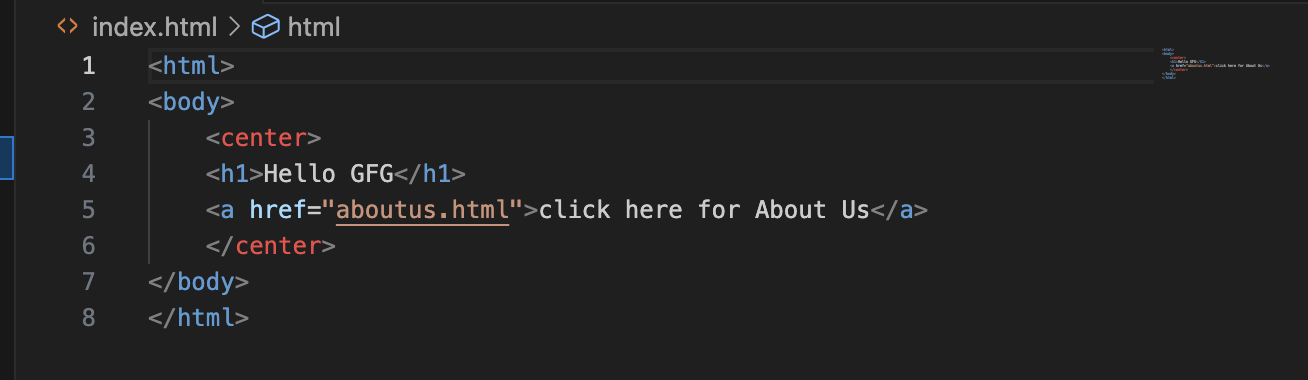 index.html > html
1 <html>
2 <body>
3 <center>
4 <h1>Hello GFG</h1>
5 <a href="aboutus.html">click here for About Us</a>
6 </center>
7 </body>
8 </html>